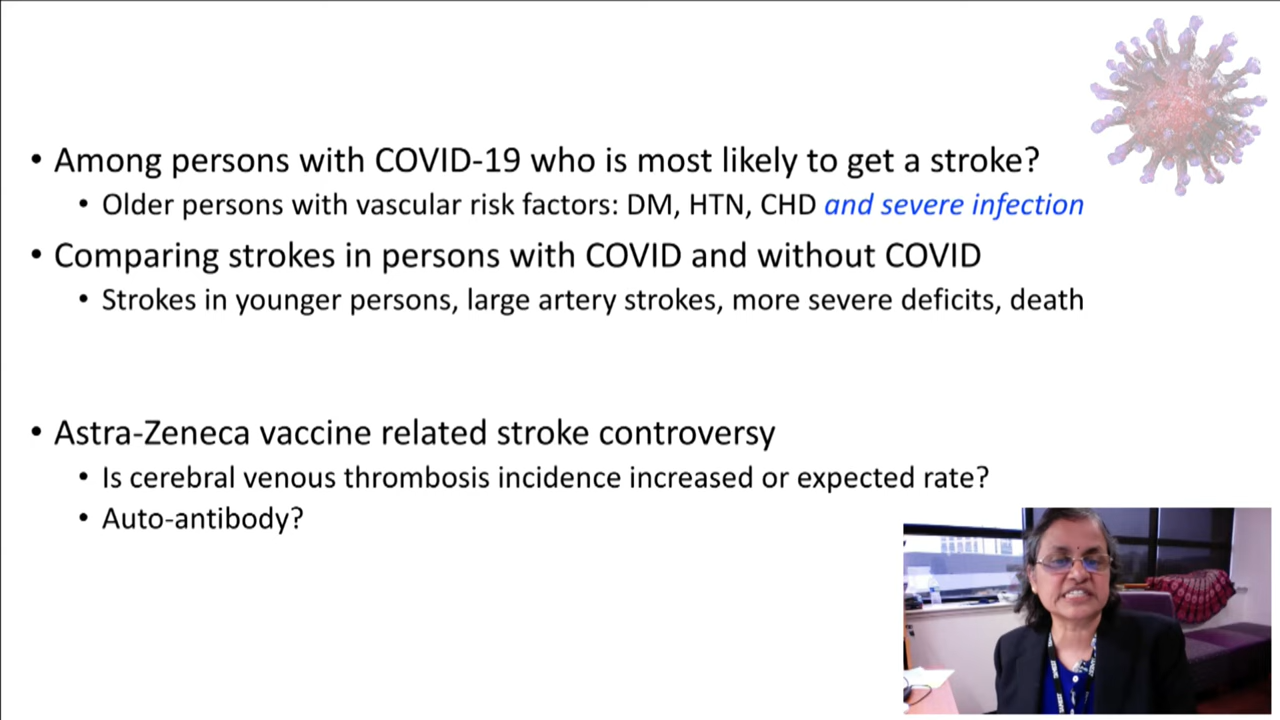 • Among persons with COVID-19 who is most likely to get a stroke?
• Older persons with vascular risk factors: DM, HTN, CHD and severe infection
• Comparing strokes in persons with COVID and without COVID
• Strokes in younger persons, large artery strokes, more severe deficits, death
• Astra-Zeneca vaccine related stroke controversy
• Is cerebral venous thrombosis incidence increased or expected rate?
• Auto-antibody?